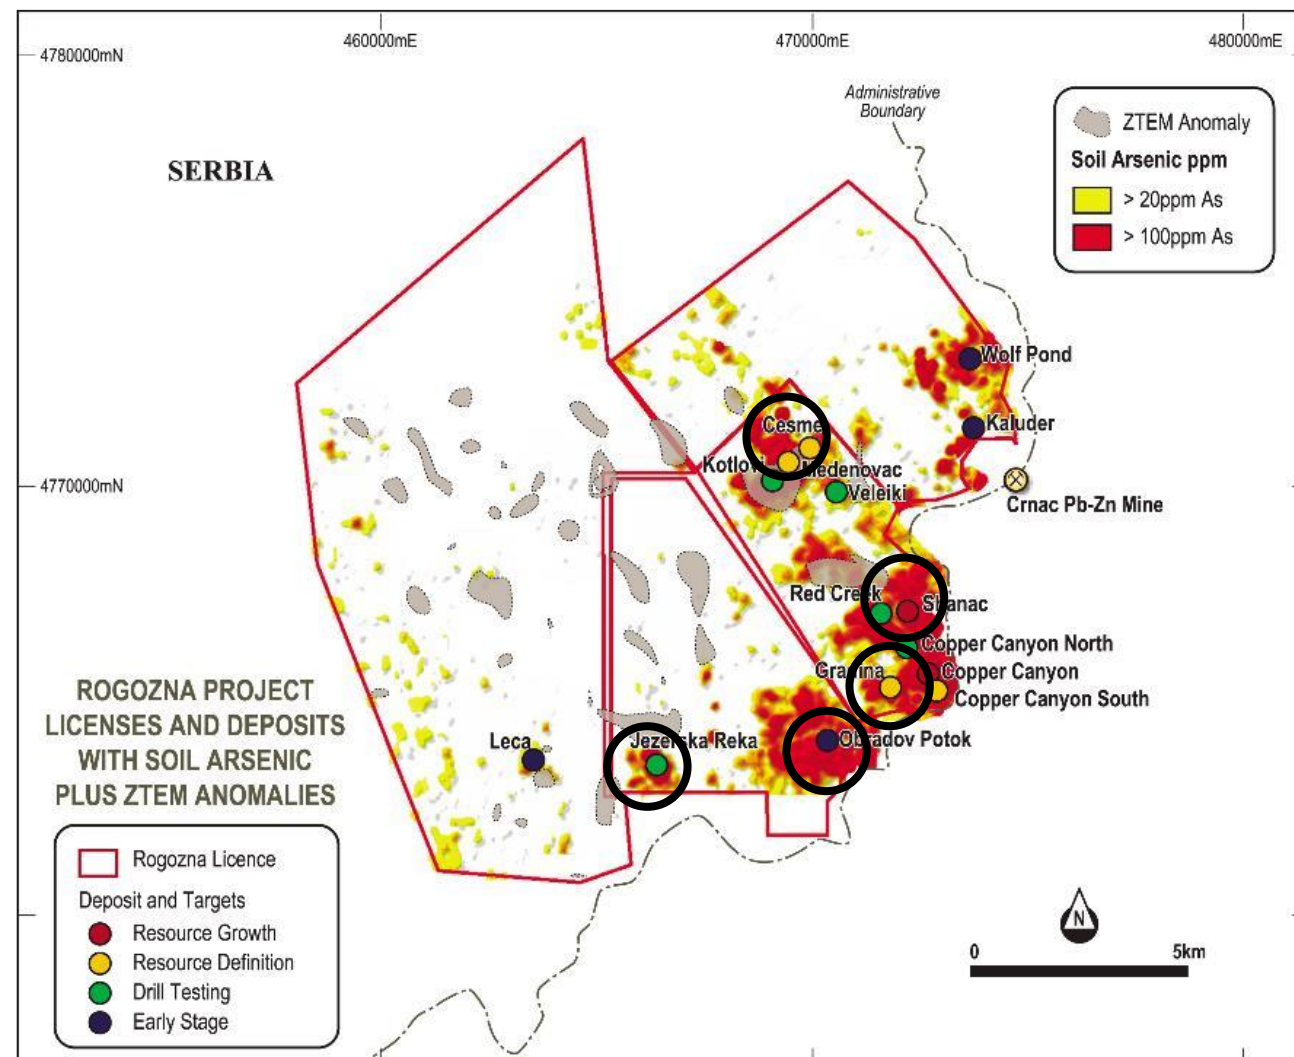 460000mE
470000mE
480000mE
4780000mN
Administrative
Boundary
ZTEM Anomaly
Soil Arsenic ppm
> 20ppm As
> 100ppm As
SERBIA
Wolf Pond
Cesme
Kaluder
Medenovac
4770000mN
Veleiki
Crnac Pb-Zn Mine
Red Creek
Copper Canyon North
Copper Canyon
Copper Canyon South
ROGOZNA PROJECT
LICENSES AND DEPOSITS
WITH SOIL ARSENIC
PLUS ZTEM ANOMALIES
Leca
Jezerska Reka
Obradov Potok
Rogozna Licence
Deposit and Targets
Resource Growth
Resource Definition
Drill Testing
Early Stage
N
0
5km